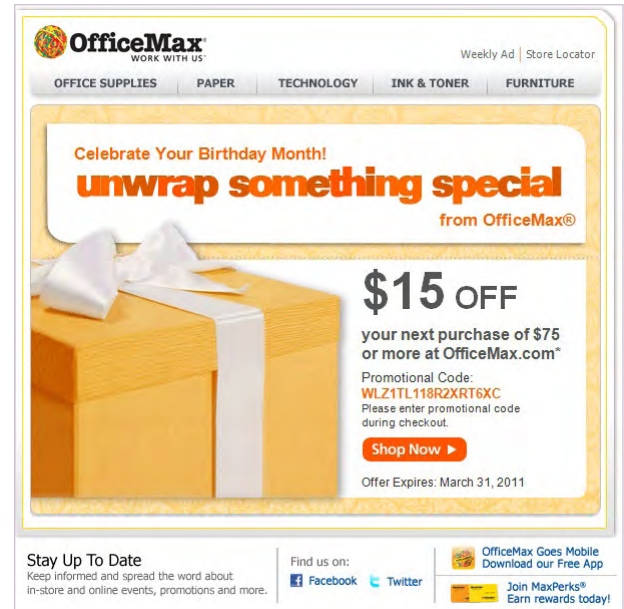 OfficeMax®
WORK WITH US™
Weekly Ad | Store Locator
OFFICE SUPPLIES PAPER TECHNOLOGY INK & TONER FURNITURE
Celebrate Your Birthday Month!
unwrap something special
from OfficeMax®
$15 OFF
your next purchase of $75
or more at OfficeMax.com*
Promotional Code:
WLZ1TL118R2XRT6XC
Please enter promotional code
during checkout.
Shop Now
Offer Expires: March 31, 2011
Stay Up To Date
Keep informed and spread the word about
in-store and online events, promotions and more.
Find us on:
Facebook Twitter
OfficeMax Goes Mobile
Download our Free App
Join MaxPerks®
Earn rewards today!